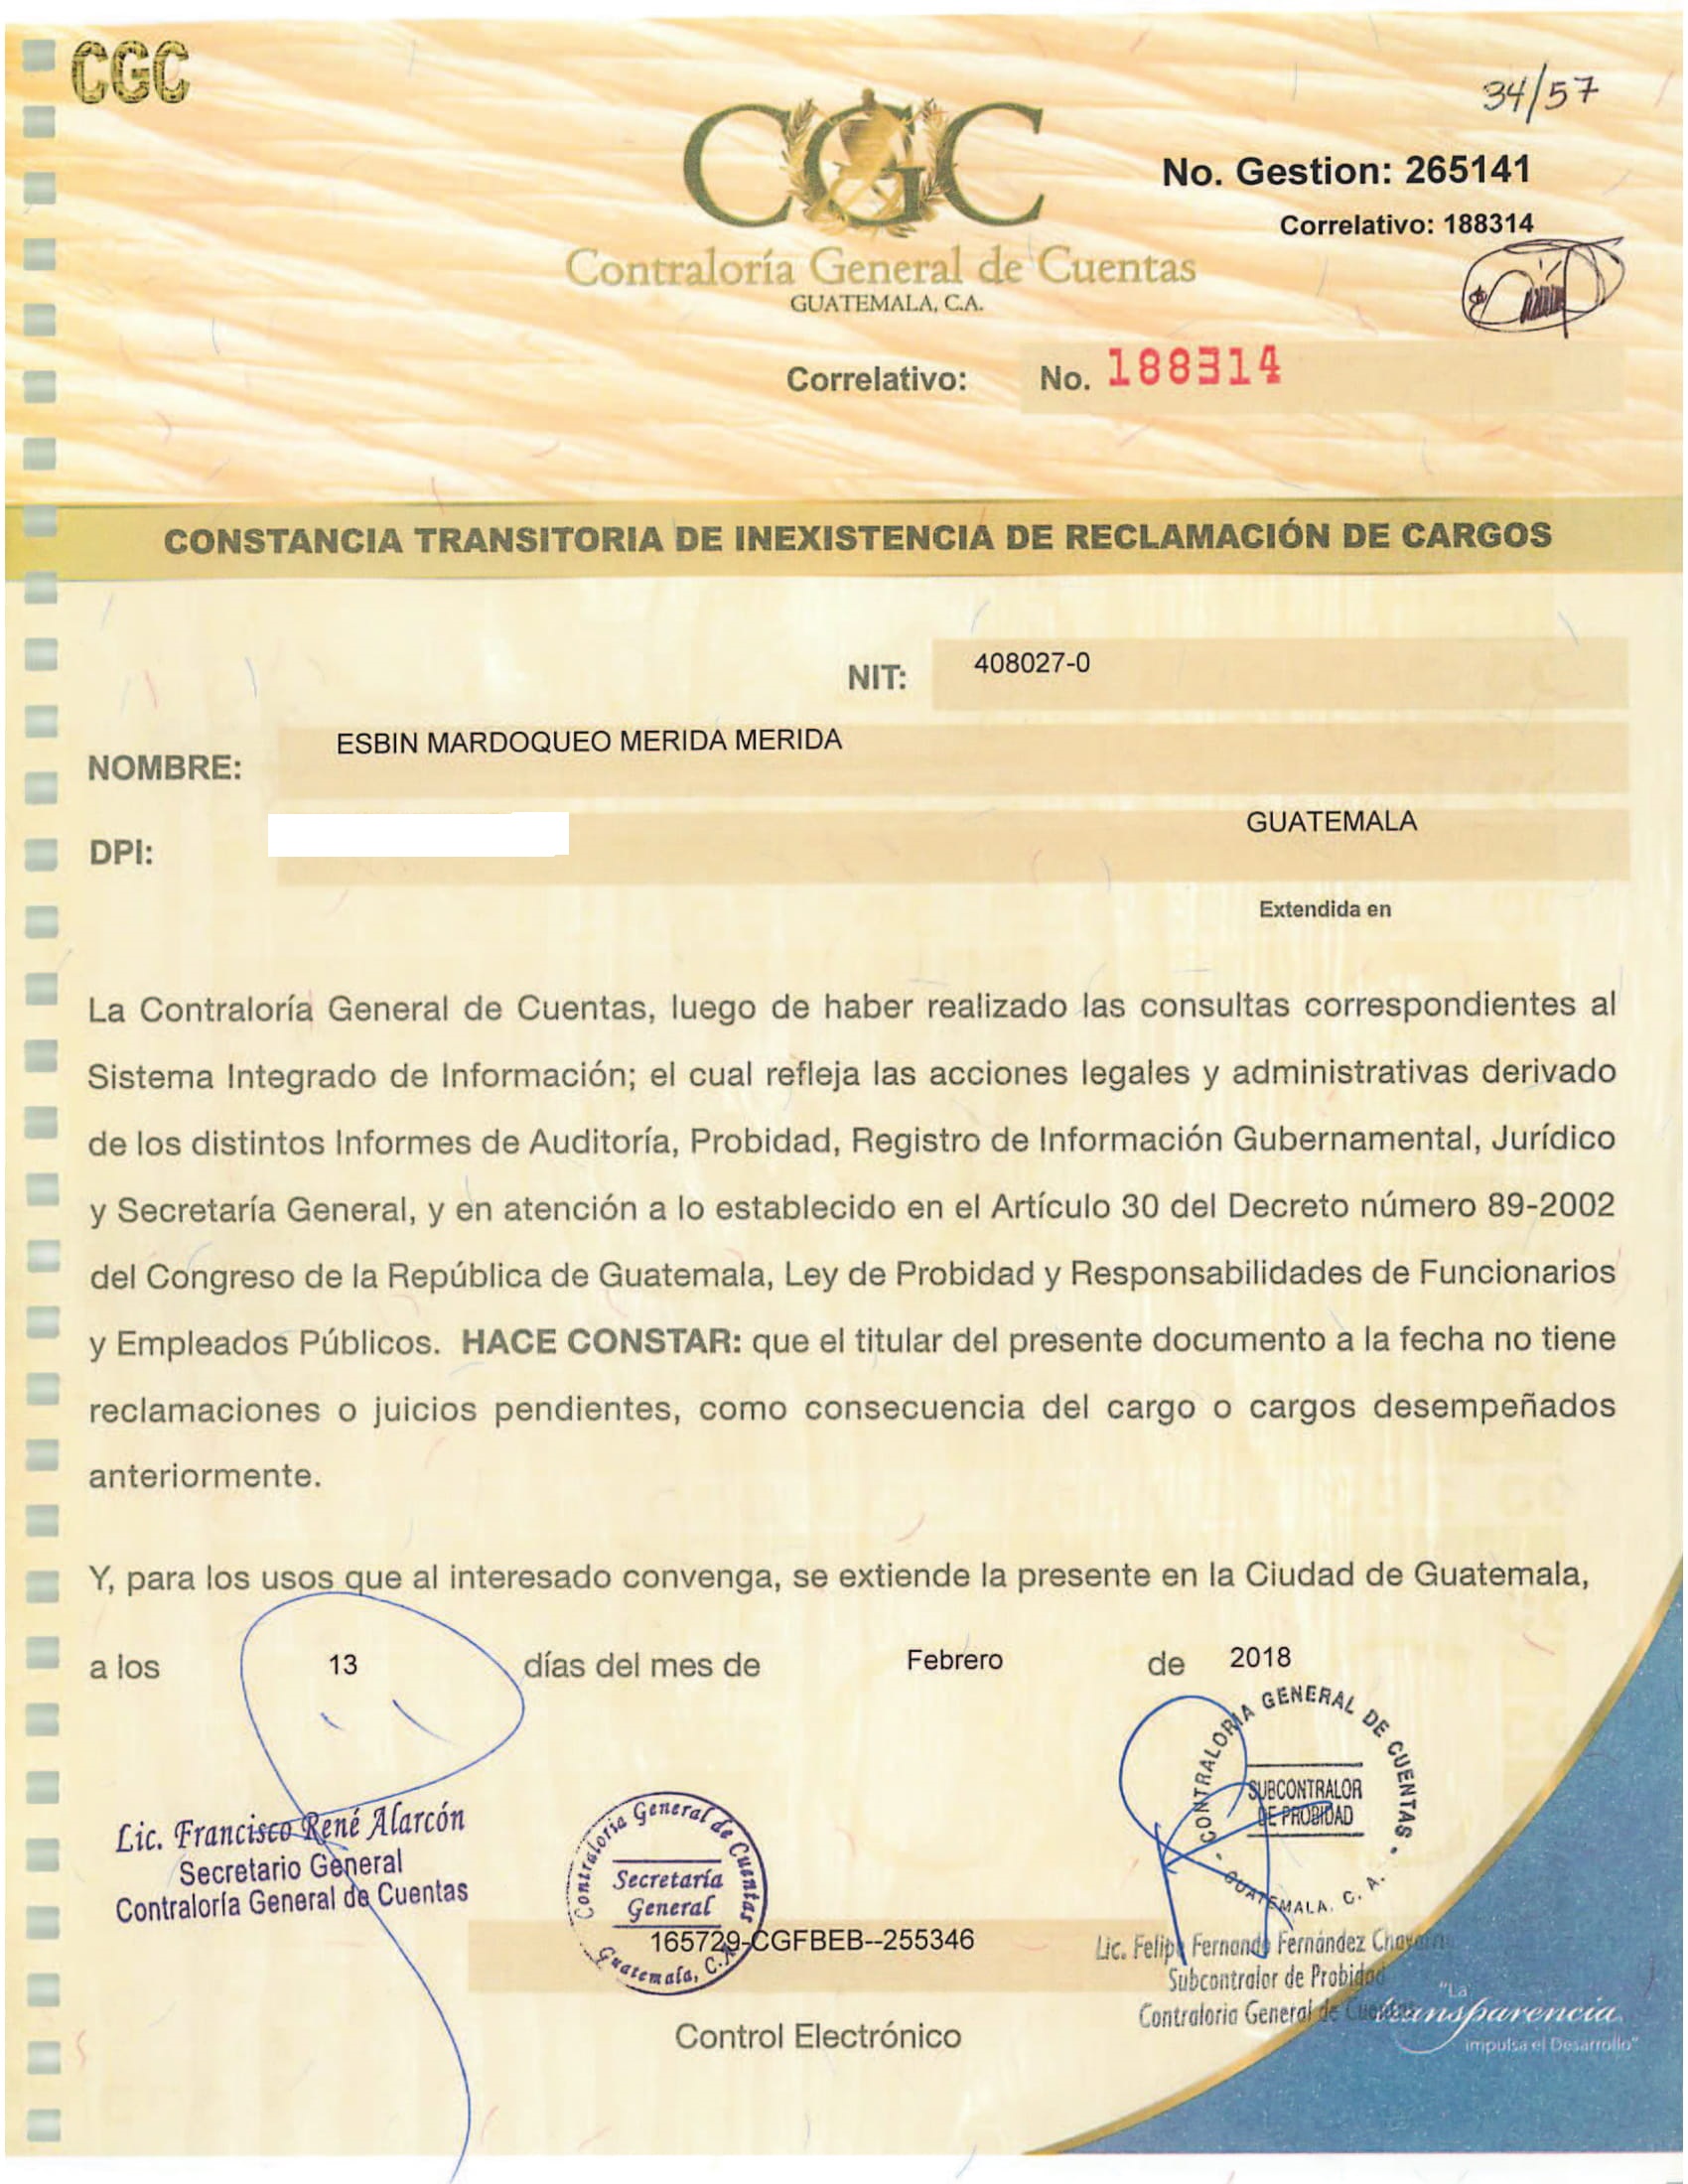 CGC
34/57
CGC
No. Gestion: 265141
Correlativo: 188314
Contraloría General de Cuentas
GUATEMALA, C.A.
Correlativo: No. 188314
CONSTANCIA TRANSITORIA DE INEXISTENCIA DE RECLAMACIÓN DE CARGOS
NIT: 408027-0
NOMBRE: ESBIN MARDOQUEO MERIDA MERIDA
DPI: GUATEMALA
Extendida en
La Contraloría General de Cuentas, luego de haber realizado las consultas correspondientes al
Sistema Integrado de Información; el cual refleja las acciones legales y administrativas derivado
de los distintos Informes de Auditoría, Probidad, Registro de Información Gubernamental, Jurídico
y Secretaría General, y en atención a lo establecido en el Artículo 30 del Decreto número 89-2002
del Congreso de la República de Guatemala, Ley de Probidad y Responsabilidades de Funcionarios
y Empleados Públicos. HACE CONSTAR: que el titular del presente documento a la fecha no tiene
reclamaciones o juicios pendientes, como consecuencia del cargo o cargos desempeñados
anteriormente.
Y, para los usos que al interesado convenga, se extiende la presente en la Ciudad de Guatemala,
a los 13 días del mes de Febrero de 2018
CONTRALORIA GENERAL DE CUENTAS
SUBCONTRALOR
DE PROBIDAD
GUATEMALA, C. A.
Lic. Francisco René Alarcón
Secretario General
Contraloría General de Cuentas
Contraloría General de Cuentas
Secretaría
General
Guatemala, C.A.
165729-CGFBEB--255346
Control Electrónico
Lic. Felipe Fernando Fernández
Subcontralor de Probidad
Contraloria General de Cuentas
"La
Transparencia
impulsa el Desarrollo"